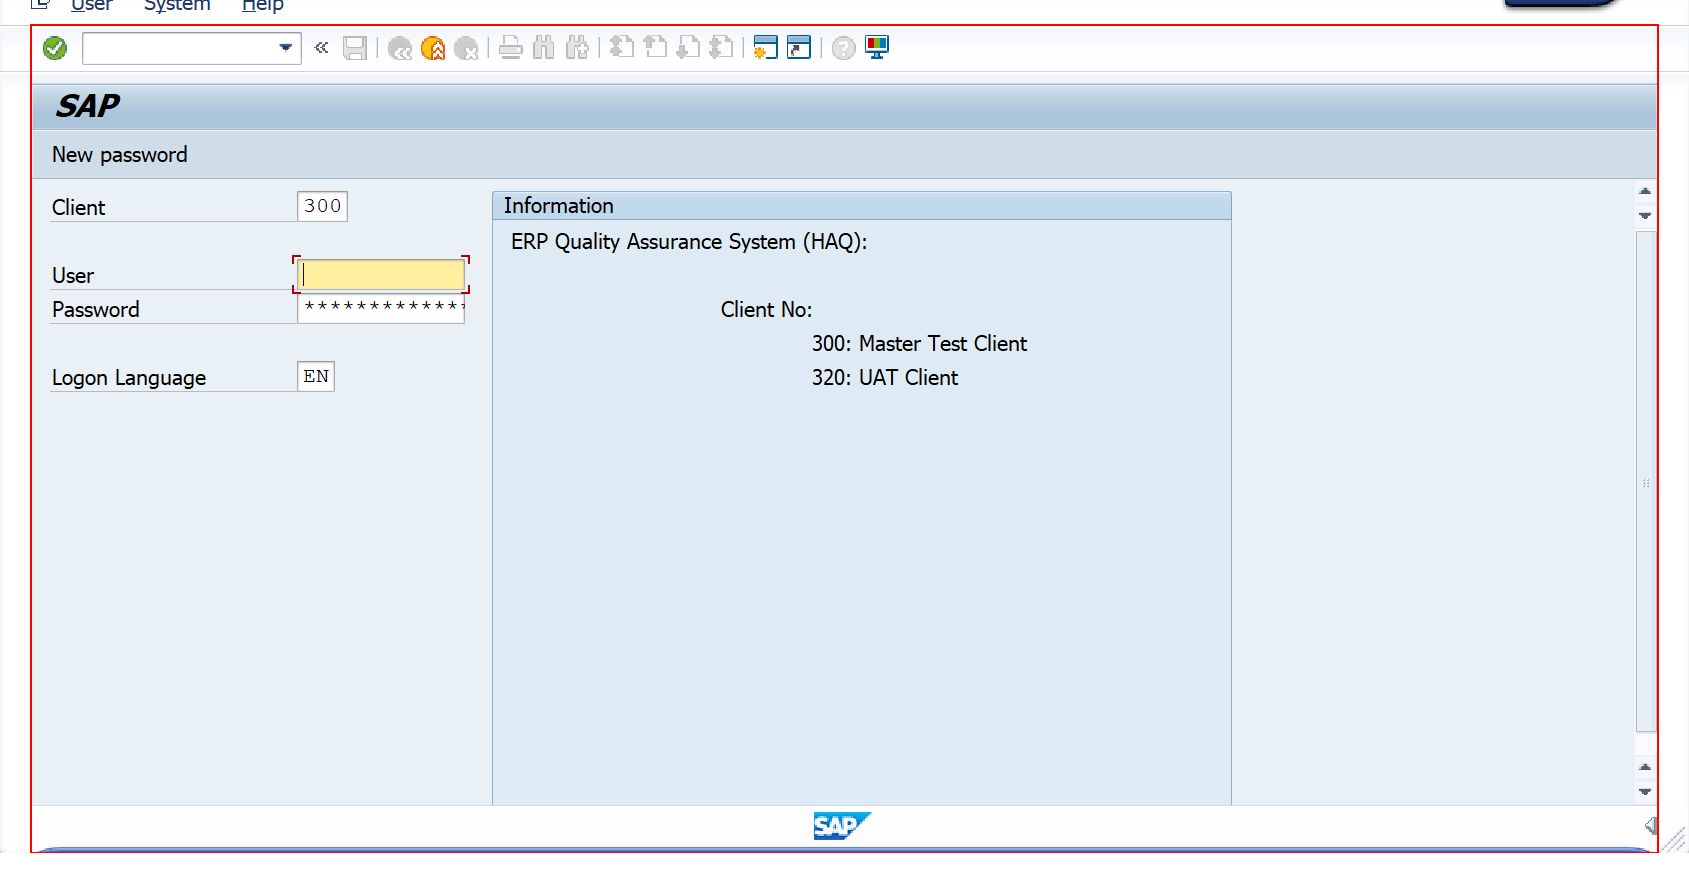 User System Help
SAP
New password
Client 300
Information
ERP Quality Assurance System (HAQ):
User
Password *************
Client No:
300: Master Test Client
320: UAT Client
Logon Language EN
SAP